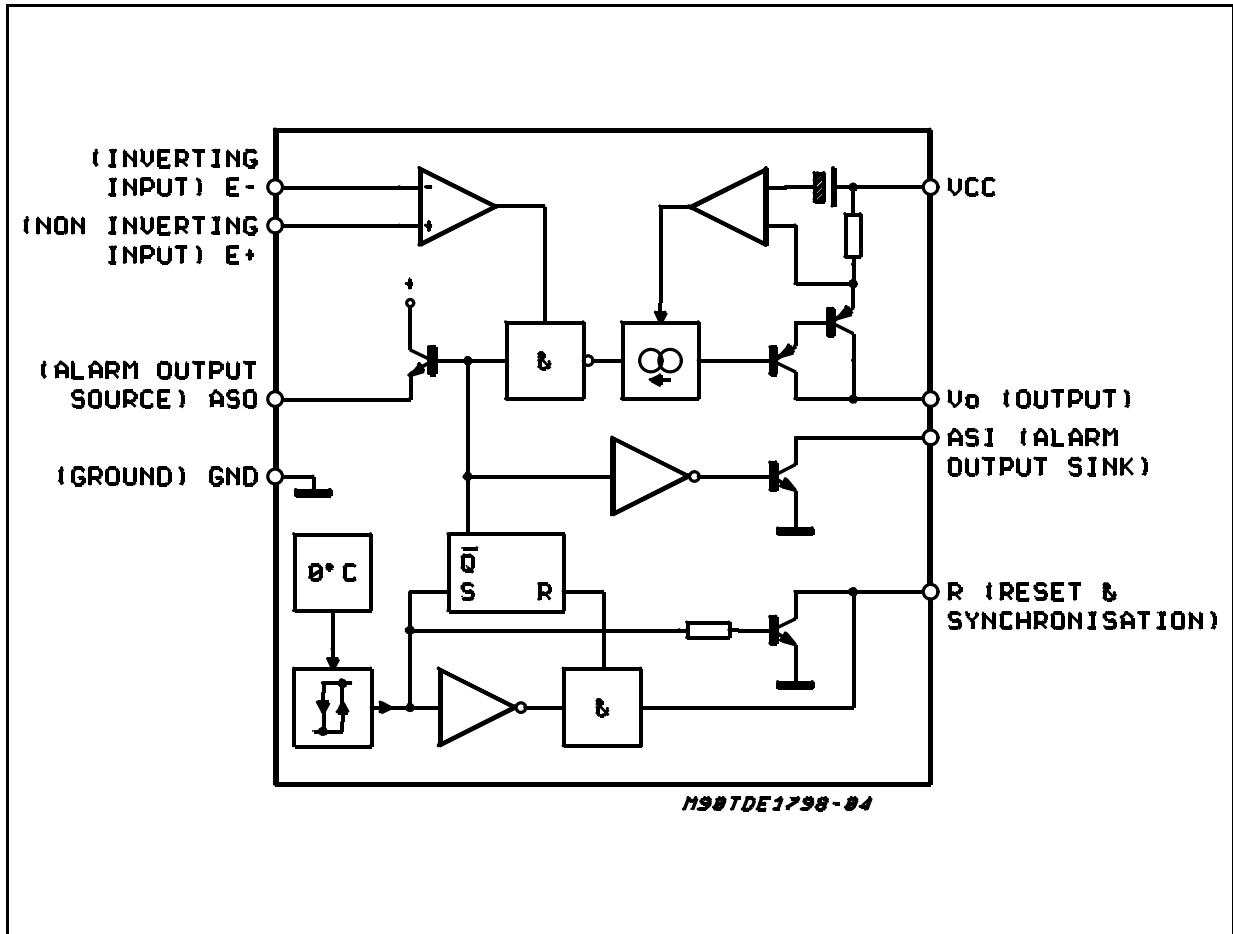 (INVERTING
INPUT) E-
(NON INVERTING
INPUT) E+
(ALARM OUTPUT
SOURCE) ASO
(GROUND) GND
-
+
+
&
VCC
Vo (OUTPUT)
ASI (ALARM
OUTPUT SINK)
Q̅
S R
0°C
&
R (RESET &
SYNCHRONISATION)
M90TDE1798-04